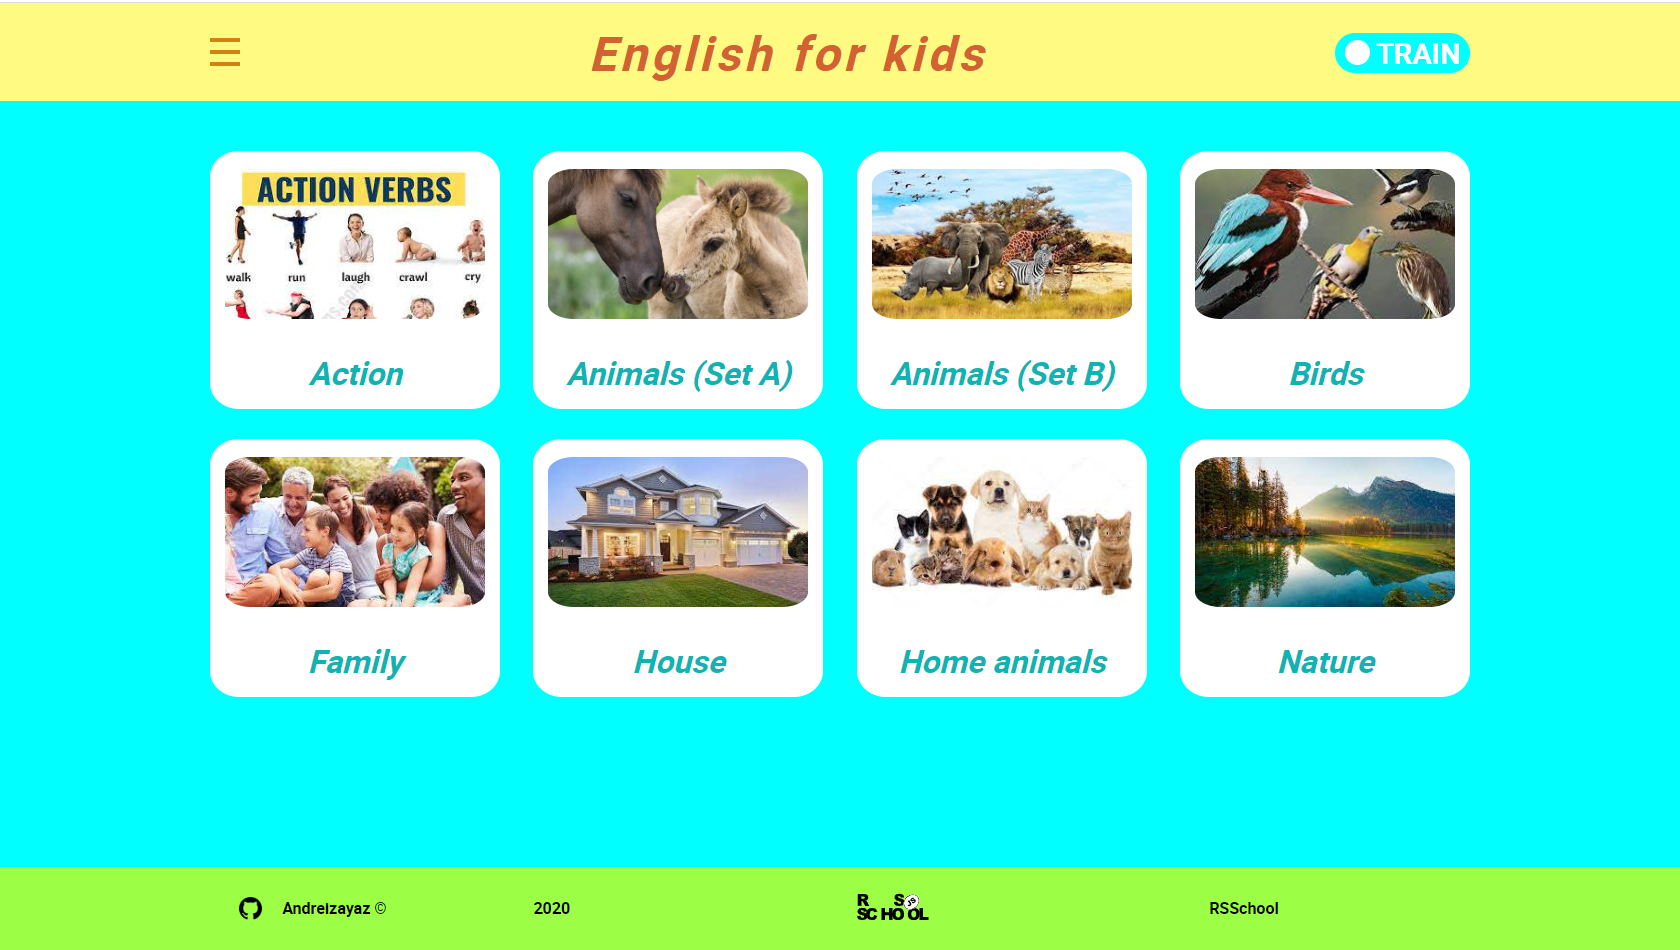 English for kids
TRAIN
ACTION VERBS
walk run laugh crawl cry
Action
Animals (Set A)
Animals (Set B)
Birds
Family
House
Home animals
Nature
Andreizayaz ©
2020
R S JS
SCHOOL
RSSchool